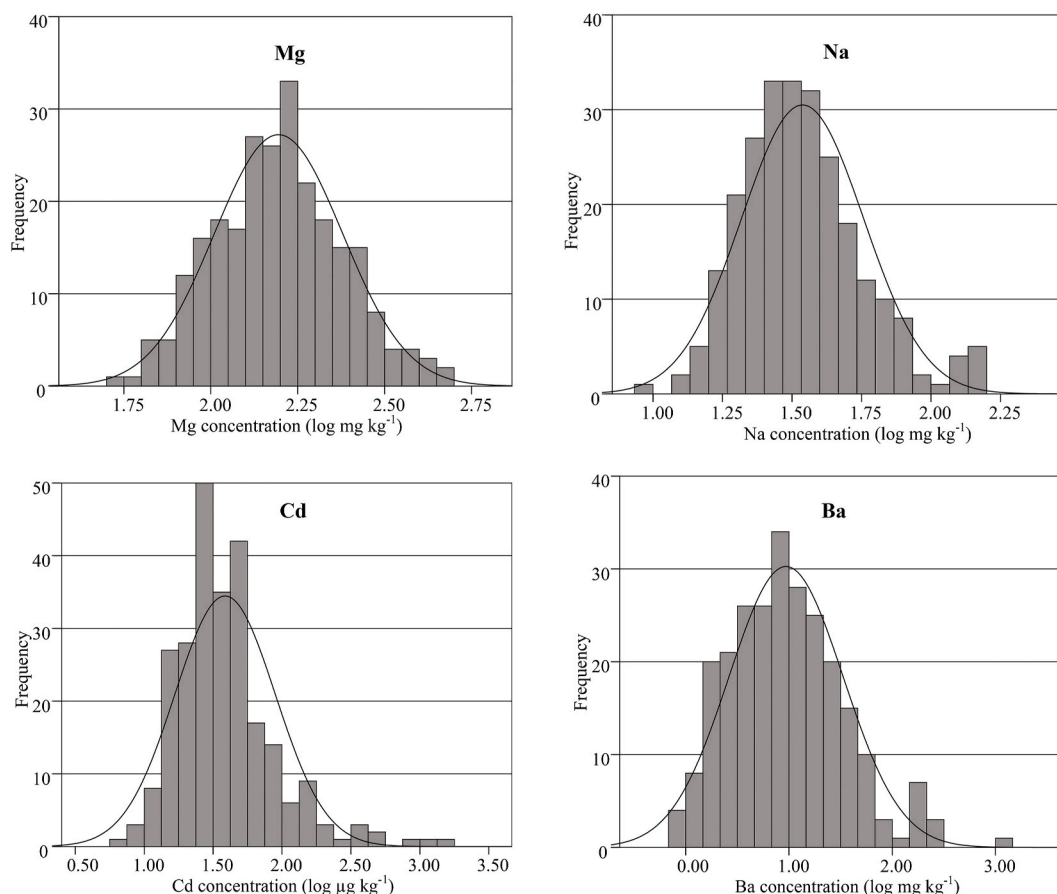 Mg
Frequency
40
30
20
10
0
1.75 2.00 2.25 2.50 2.75
Mg concentration (log mg kg⁻¹)
Na
Frequency
40
30
20
10
0
1.00 1.25 1.50 1.75 2.00 2.25
Na concentration (log mg kg⁻¹)
Cd
Frequency
50
40
30
20
10
0
0.50 1.00 1.50 2.00 2.50 3.00 3.50
Cd concentration (log µg kg⁻¹)
Ba
Frequency
40
30
20
10
0
0.00 1.00 2.00 3.00
Ba concentration (log mg kg⁻¹)